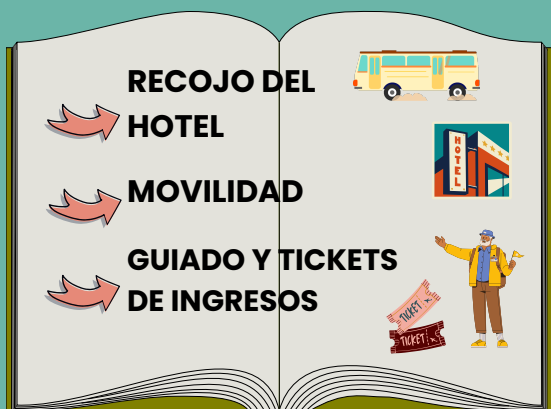 RECOJO DEL
HOTEL
HOTEL
MOVILIDAD
GUIADO Y TICKETS
DE INGRESOS
TICKET
TICKET